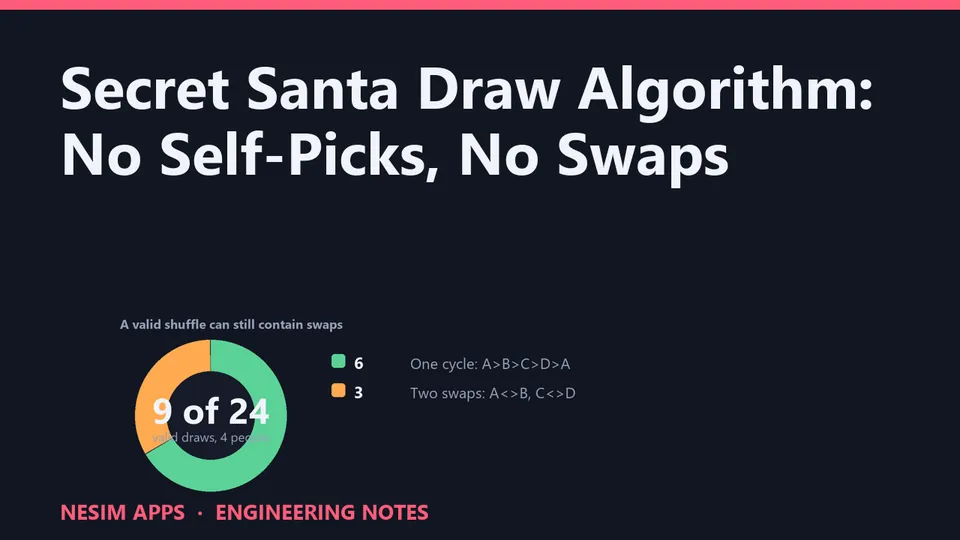 Secret Santa Draw Algorithm:
No Self-Picks, No Swaps
A valid shuffle can still contain swaps
9 of 24
valid draws, 4 people
6 One cycle: A>B>C>D>A
3 Two swaps: A<>B, C<>D
NESIM APPS · ENGINEERING NOTES